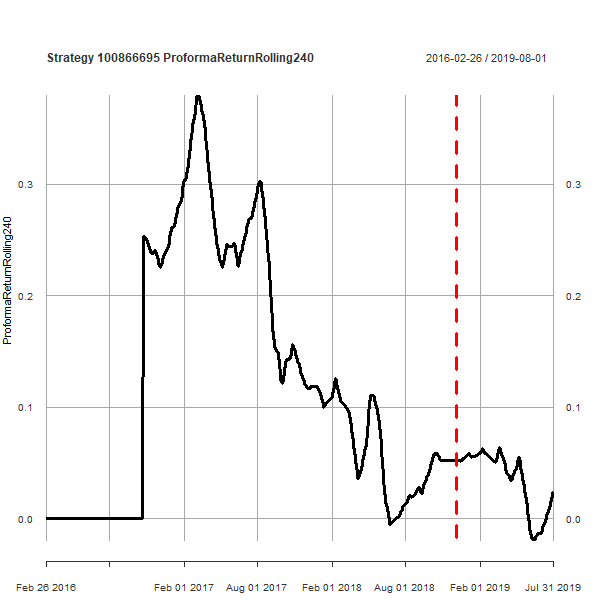 Strategy 100866695 ProformaReturnRolling240
2016-02-26 / 2019-08-01
ProformaReturnRolling240
0.3
0.2
0.1
0.0
0.3
0.2
0.1
0.0
Feb 26 2016
Feb 01 2017
Aug 01 2017
Feb 01 2018
Aug 01 2018
Feb 01 2019
Jul 31 2019